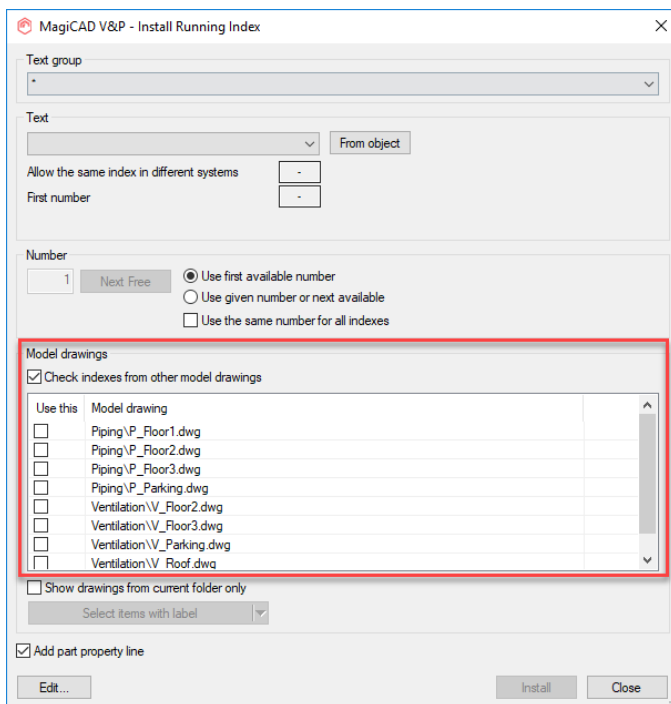 MagiCAD V&P - Install Running Index
Text group
*
Text
From object
Allow the same index in different systems
-
First number
-
Number
1
Next Free
Use first available number
Use given number or next available
Use the same number for all indexes
Model drawings
Check indexes from other model drawings
Use this Model drawing
Piping\P_Floor1.dwg
Piping\P_Floor2.dwg
Piping\P_Floor3.dwg
Piping\P_Parking.dwg
Ventilation\V_Floor2.dwg
Ventilation\V_Floor3.dwg
Ventilation\V_Parking.dwg
Ventilation\V_Roof.dwg
Show drawings from current folder only
Select items with label
Add part property line
Edit...
Install
Close